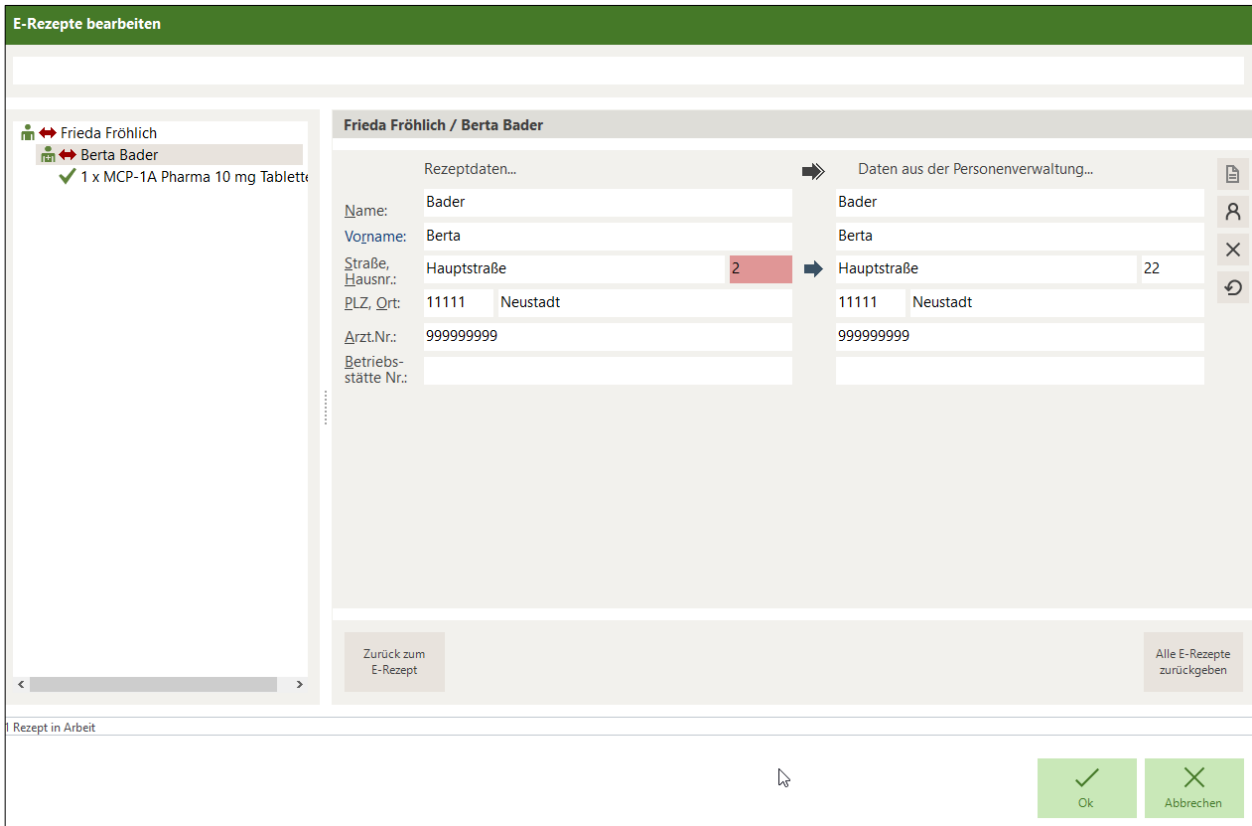 E-Rezepte bearbeiten
Frieda Fröhlich
Berta Bader
1 x MCP-1A Pharma 10 mg Tablette
Frieda Fröhlich / Berta Bader
Rezeptdaten... Daten aus der Personenverwaltung...
Name: Bader Bader
Vorname: Berta Berta
Straße,
Hausnr.: Hauptstraße 2 Hauptstraße 22
PLZ, Ort: 11111 Neustadt 11111 Neustadt
Arzt.Nr.: 999999999 999999999
Betriebs-
stätte Nr.:
Zurück zum
E-Rezept
Alle E-Rezepte
zurückgeben
1 Rezept in Arbeit
Ok Abbrechen